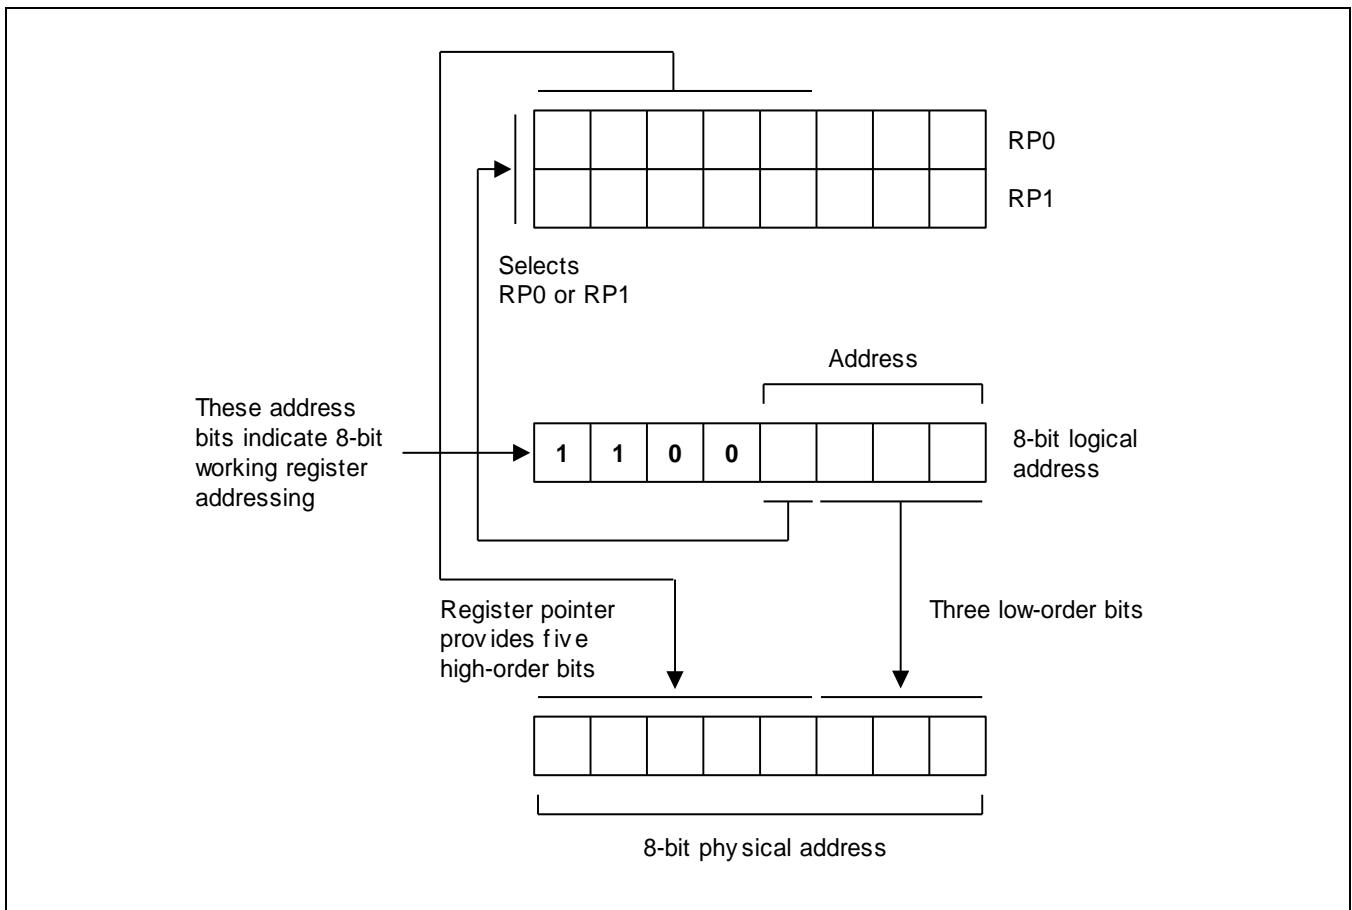 RP0
RP1
Selects
RP0 or RP1
Address
These address
bits indicate 8-bit
working register
addressing
1 1 0 0
8-bit logical
address
Register pointer
provides five
high-order bits
Three low-order bits
8-bit physical address